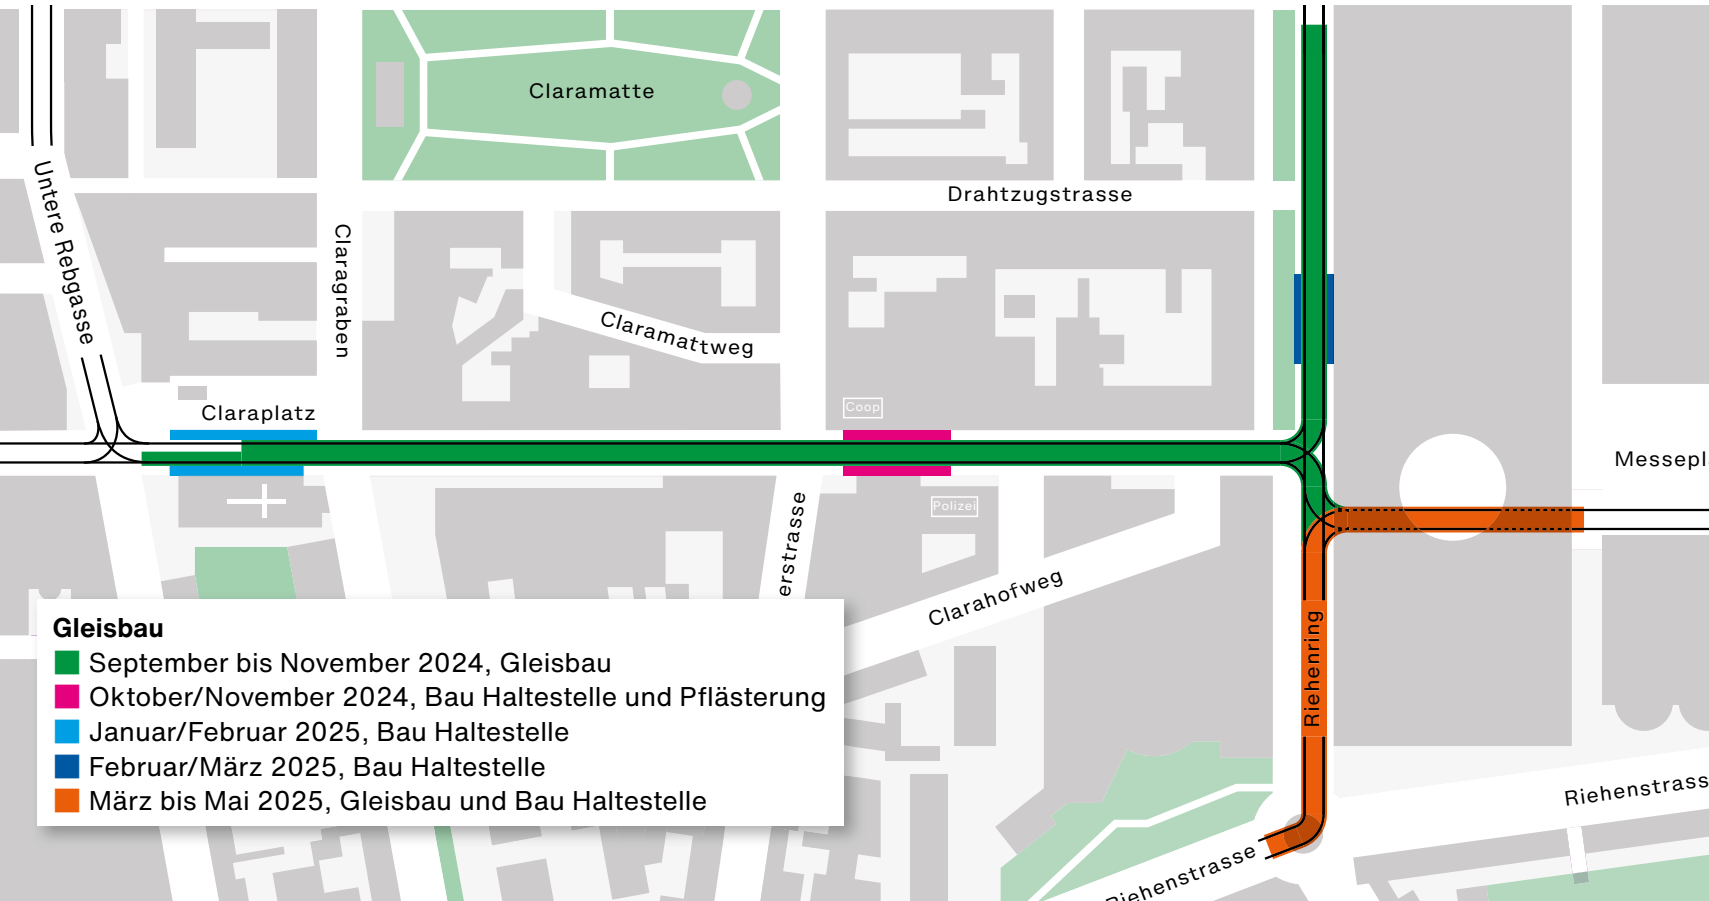 Claramatte
Drahtzugstrasse
Untere Rebgasse
Claragraben
Claramattweg
Claraplatz
Coop
Messepl
Polizei
erstrasse
Clarahofweg
Riehenring
Riehenstrass
Riehenstrasse
Gleisbau
September bis November 2024, Gleisbau
Oktober/November 2024, Bau Haltestelle und Pflästerung
Januar/Februar 2025, Bau Haltestelle
Februar/März 2025, Bau Haltestelle
März bis Mai 2025, Gleisbau und Bau Haltestelle